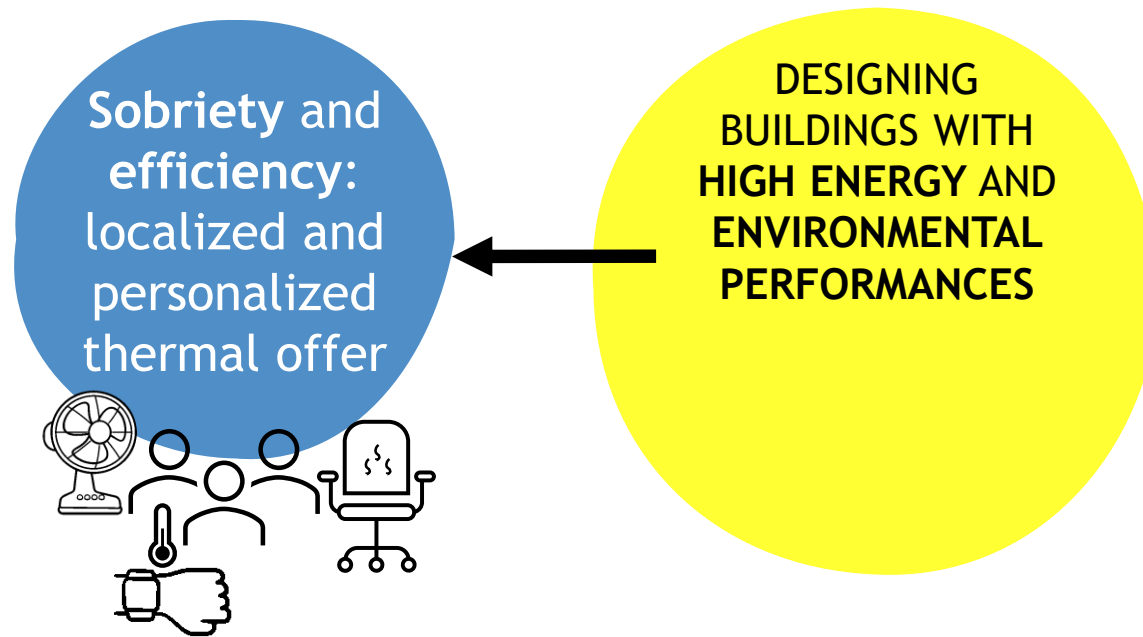 Sobriety and
efficiency:
localized and
personalized
thermal offer
DESIGNING
BUILDINGS WITH
HIGH ENERGY AND
ENVIRONMENTAL
PERFORMANCES